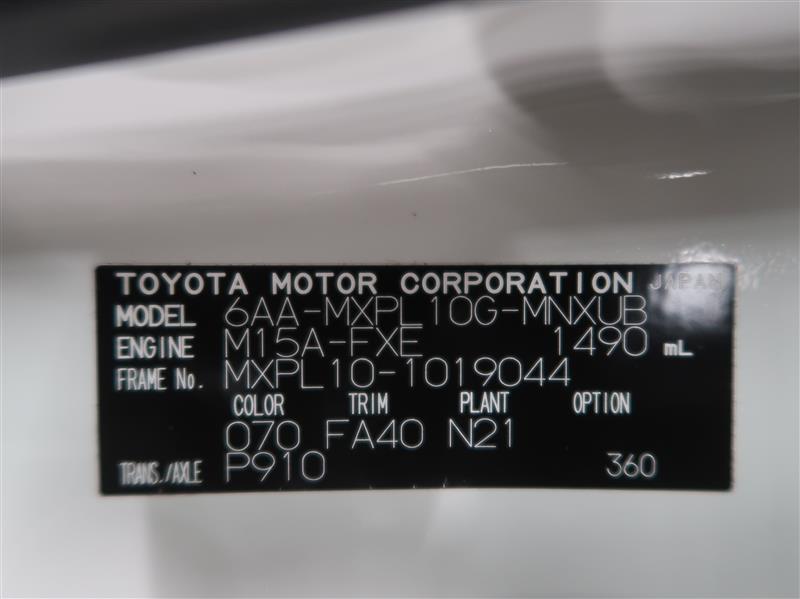 TOYOTA MOTOR CORPORATION JAPAN
MODEL 6AA-MXPL10G-MNXUB
ENGINE M15A-FXE 1490 mL
FRAME No. MXPL10-1019044
COLOR TRIM PLANT OPTION
070 FA40 N21
TRANS./AXLE P910 360